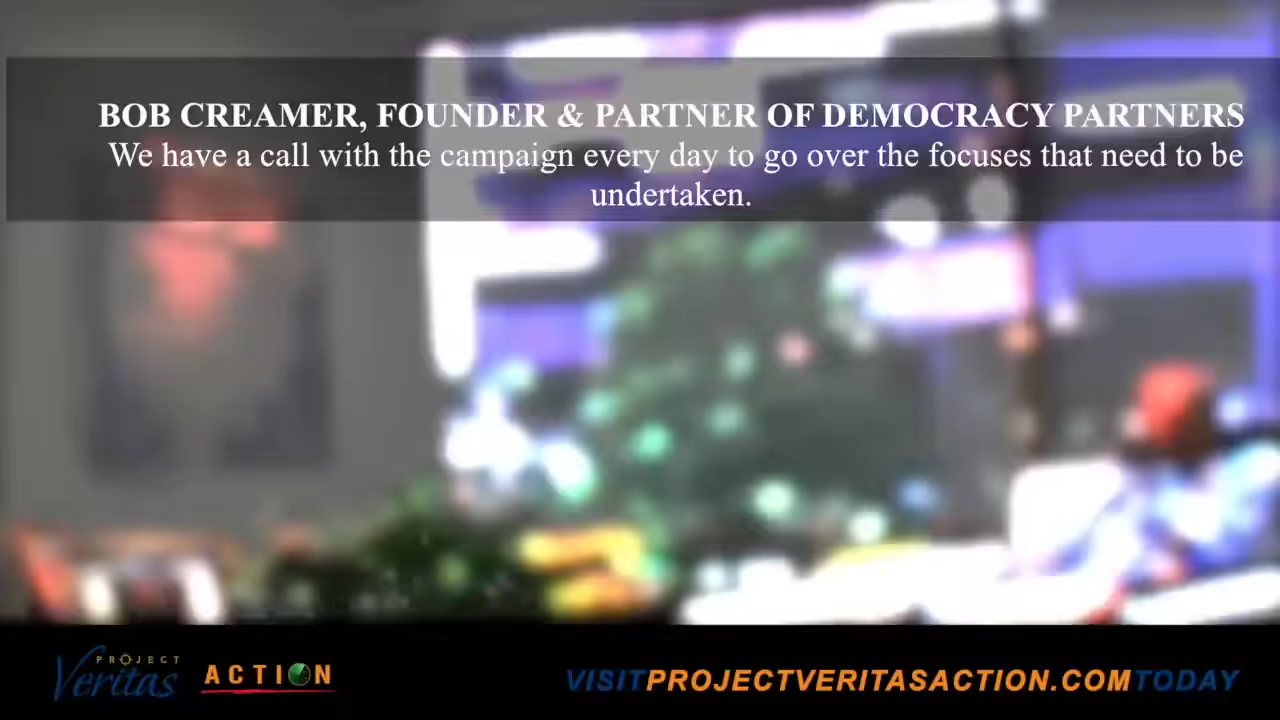 BOB CREAMER, FOUNDER & PARTNER OF DEMOCRACY PARTNERS
We have a call with the campaign every day to go over the focuses that need to be
undertaken.
PROJECT
Veritas
ACTION
VISITPROJECTVERITASACTION.COMTODAY